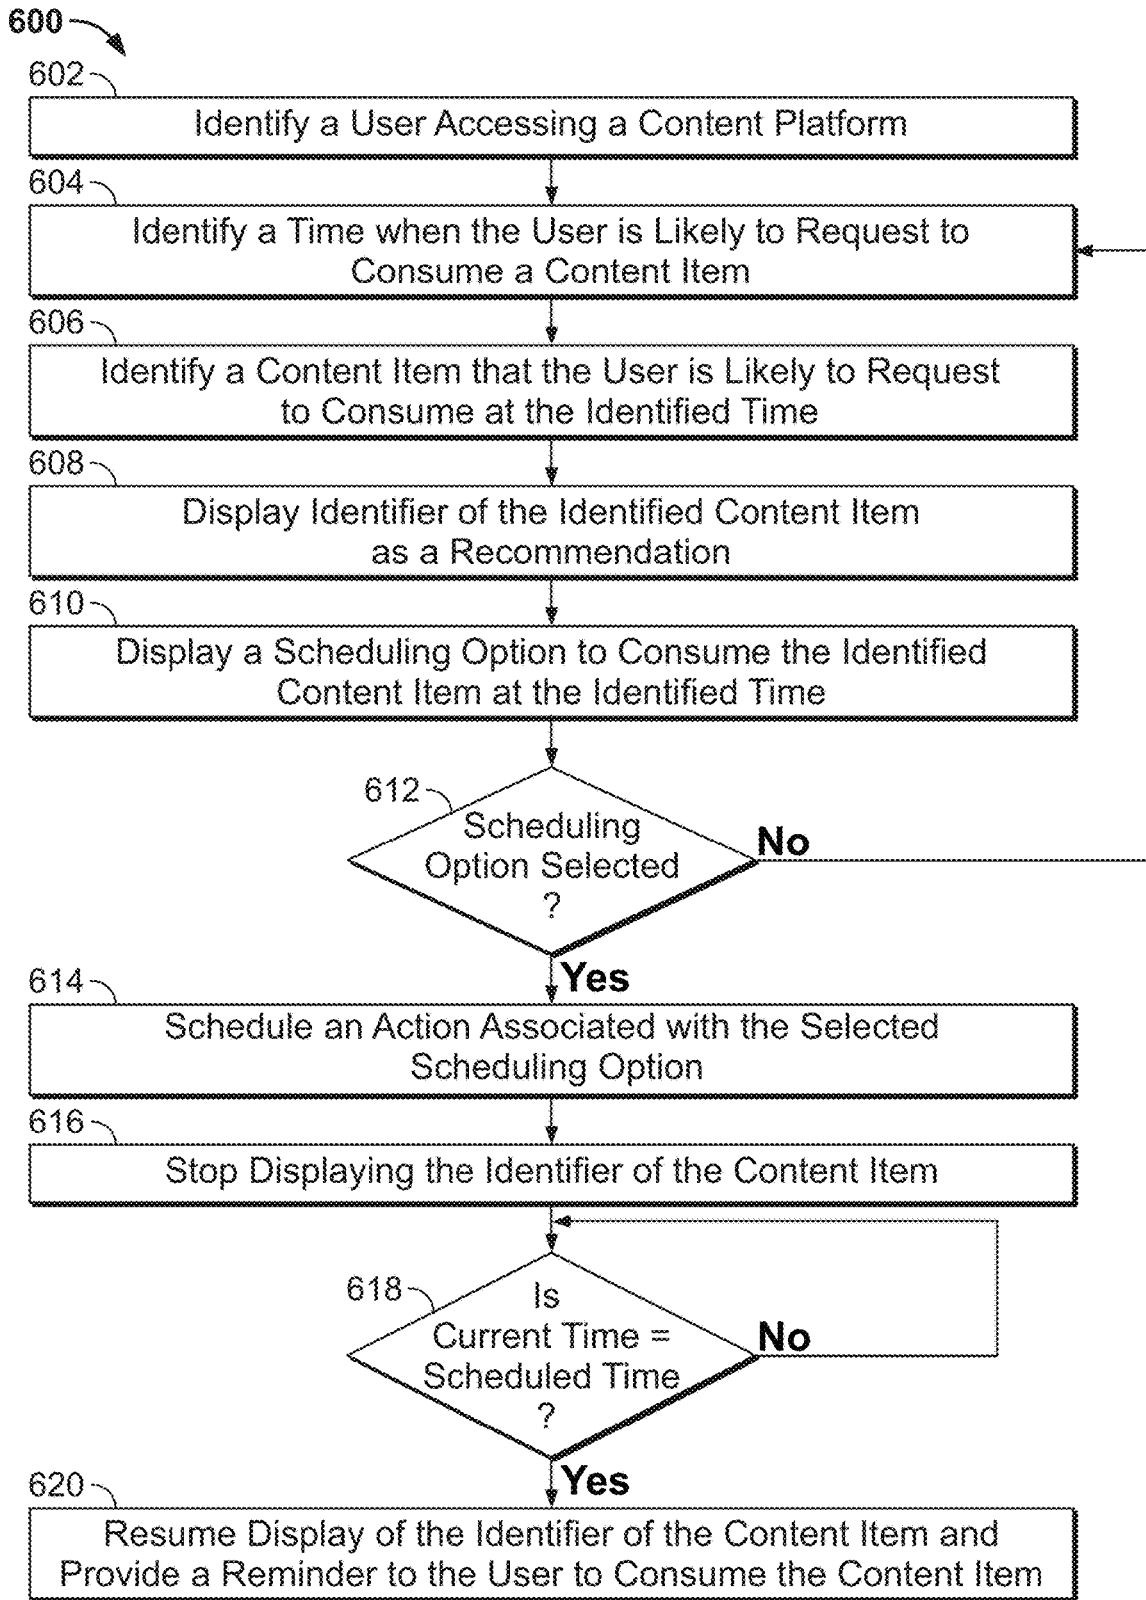 600
602
Identify a User Accessing a Content Platform
604
Identify a Time when the User is Likely to Request to
Consume a Content Item
606
Identify a Content Item that the User is Likely to Request
to Consume at the Identified Time
608
Display Identifier of the Identified Content Item
as a Recommendation
610
Display a Scheduling Option to Consume the Identified
Content Item at the Identified Time
612
Scheduling
Option Selected
?
No
Yes
614
Schedule an Action Associated with the Selected
Scheduling Option
616
Stop Displaying the Identifier of the Content Item
618
Is
Current Time =
Scheduled Time
?
No
Yes
620
Resume Display of the Identifier of the Content Item and
Provide a Reminder to the User to Consume the Content Item